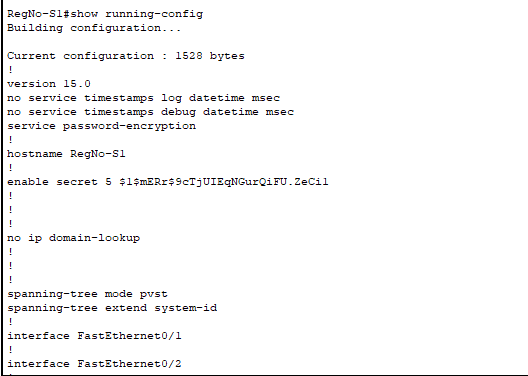 RegNo-S1#show running-config
Building configuration...
Current configuration : 1528 bytes
!
version 15.0
no service timestamps log datetime msec
no service timestamps debug datetime msec
service password-encryption
!
hostname RegNo-S1
!
enable secret 5 $1$mERr$9cTjUIEqNGurQiFU.ZeCi1
!
!
!
no ip domain-lookup
!
!
!
spanning-tree mode pvst
spanning-tree extend system-id
!
interface FastEthernet0/1
!
interface FastEthernet0/2